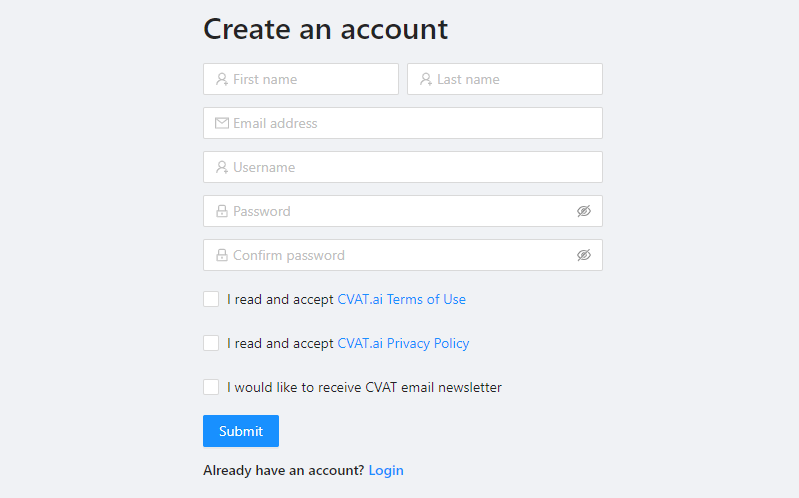 Create an account
First name Last name
Email address
Username
Password
Confirm password
I read and accept CVAT.ai Terms of Use
I read and accept CVAT.ai Privacy Policy
I would like to receive CVAT email newsletter
Submit
Already have an account? Login